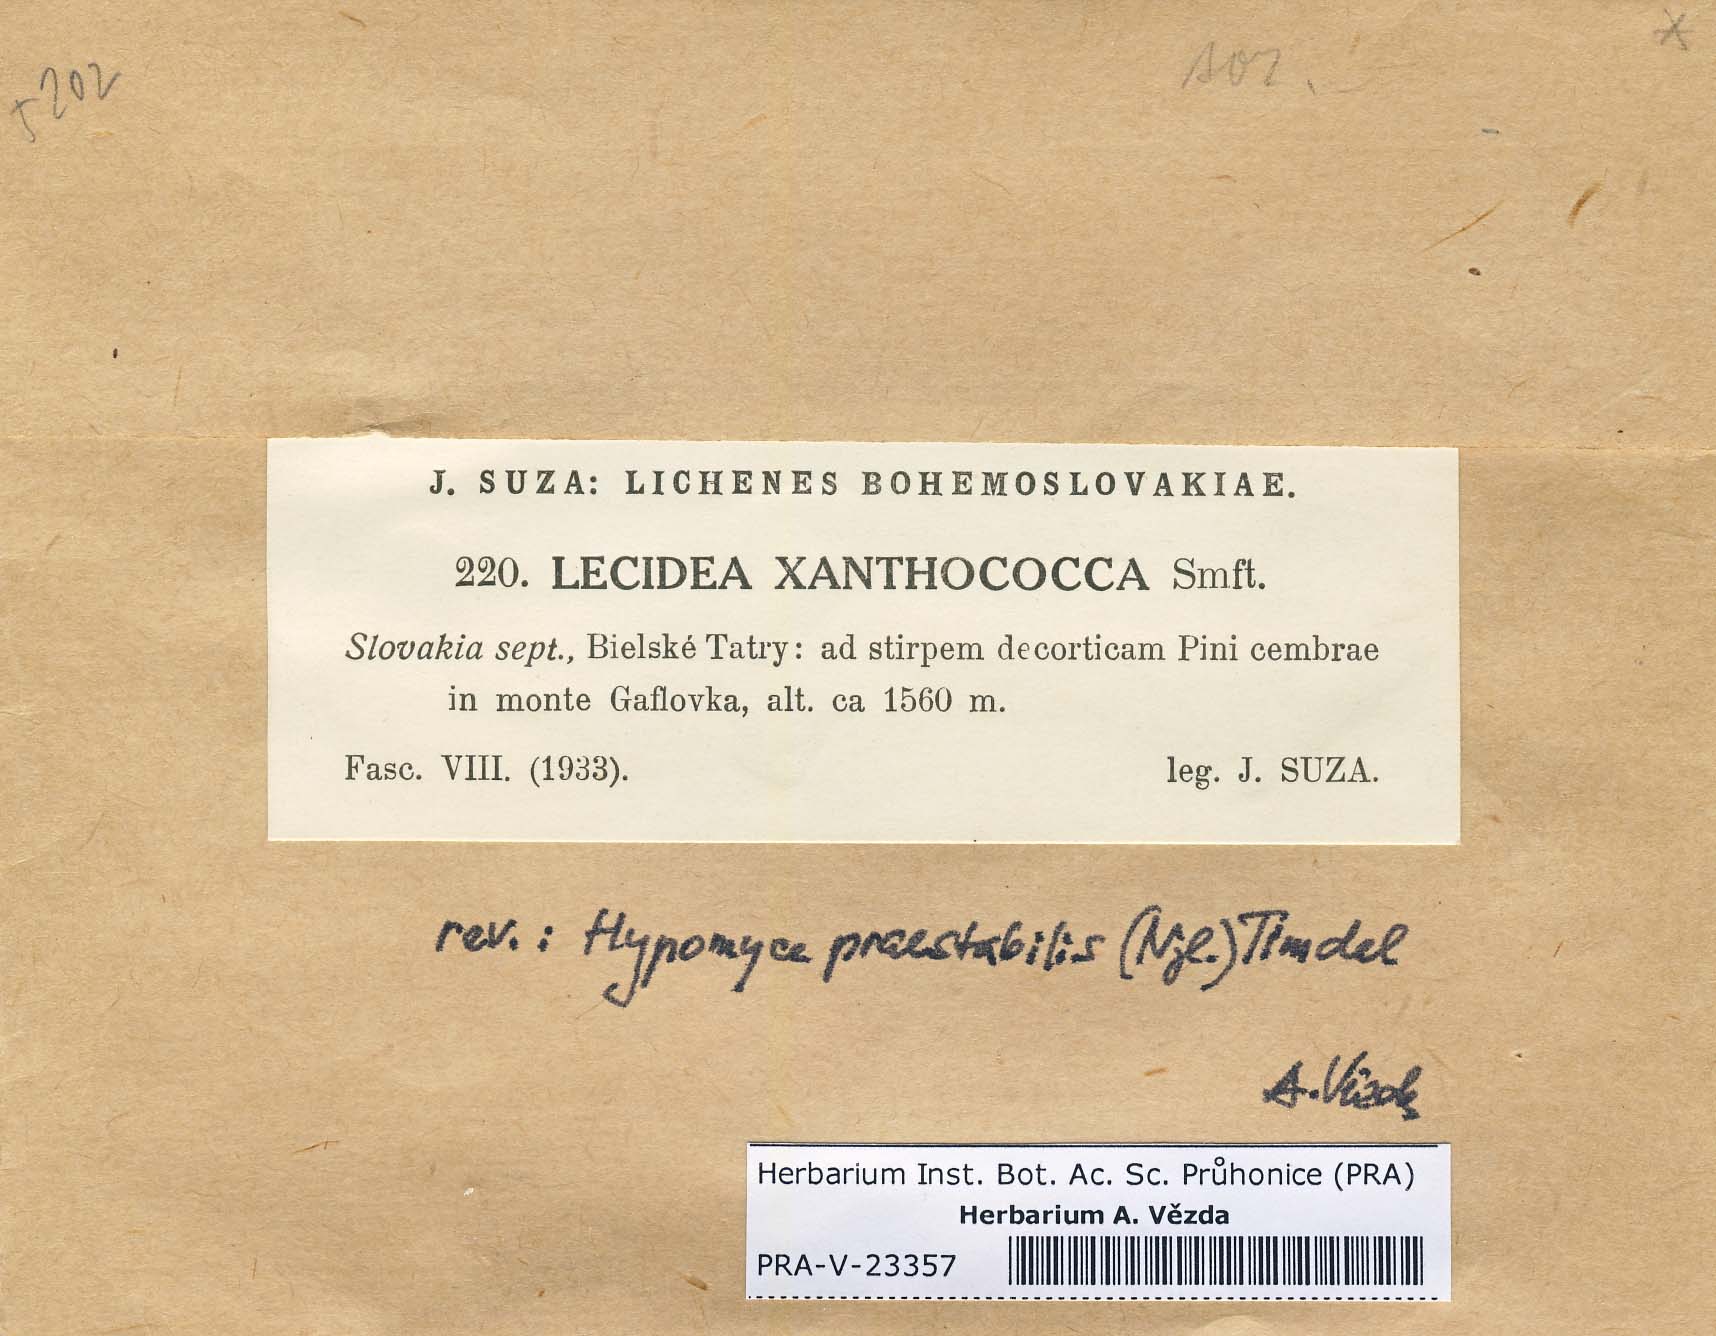 202
J. SUZA: LICHENES BOHEMOSLOVAKIAE.
220. LECIDEA XANTHOCOCCA Smft.
Slovakia sept., Bielské Tatry: ad stirpem decorticam Pini cembrae
in monte Gaflovka, alt. ca 1560 m.
Fasc. VIII. (1933). leg. J. SUZA.
rev. : Hypomyce praestabilis (Nyl.) Timdal
A. Vězda
Herbarium Inst. Bot. Ac. Sc. Průhonice (PRA)
Herbarium A. Vězda
PRA-V-23357